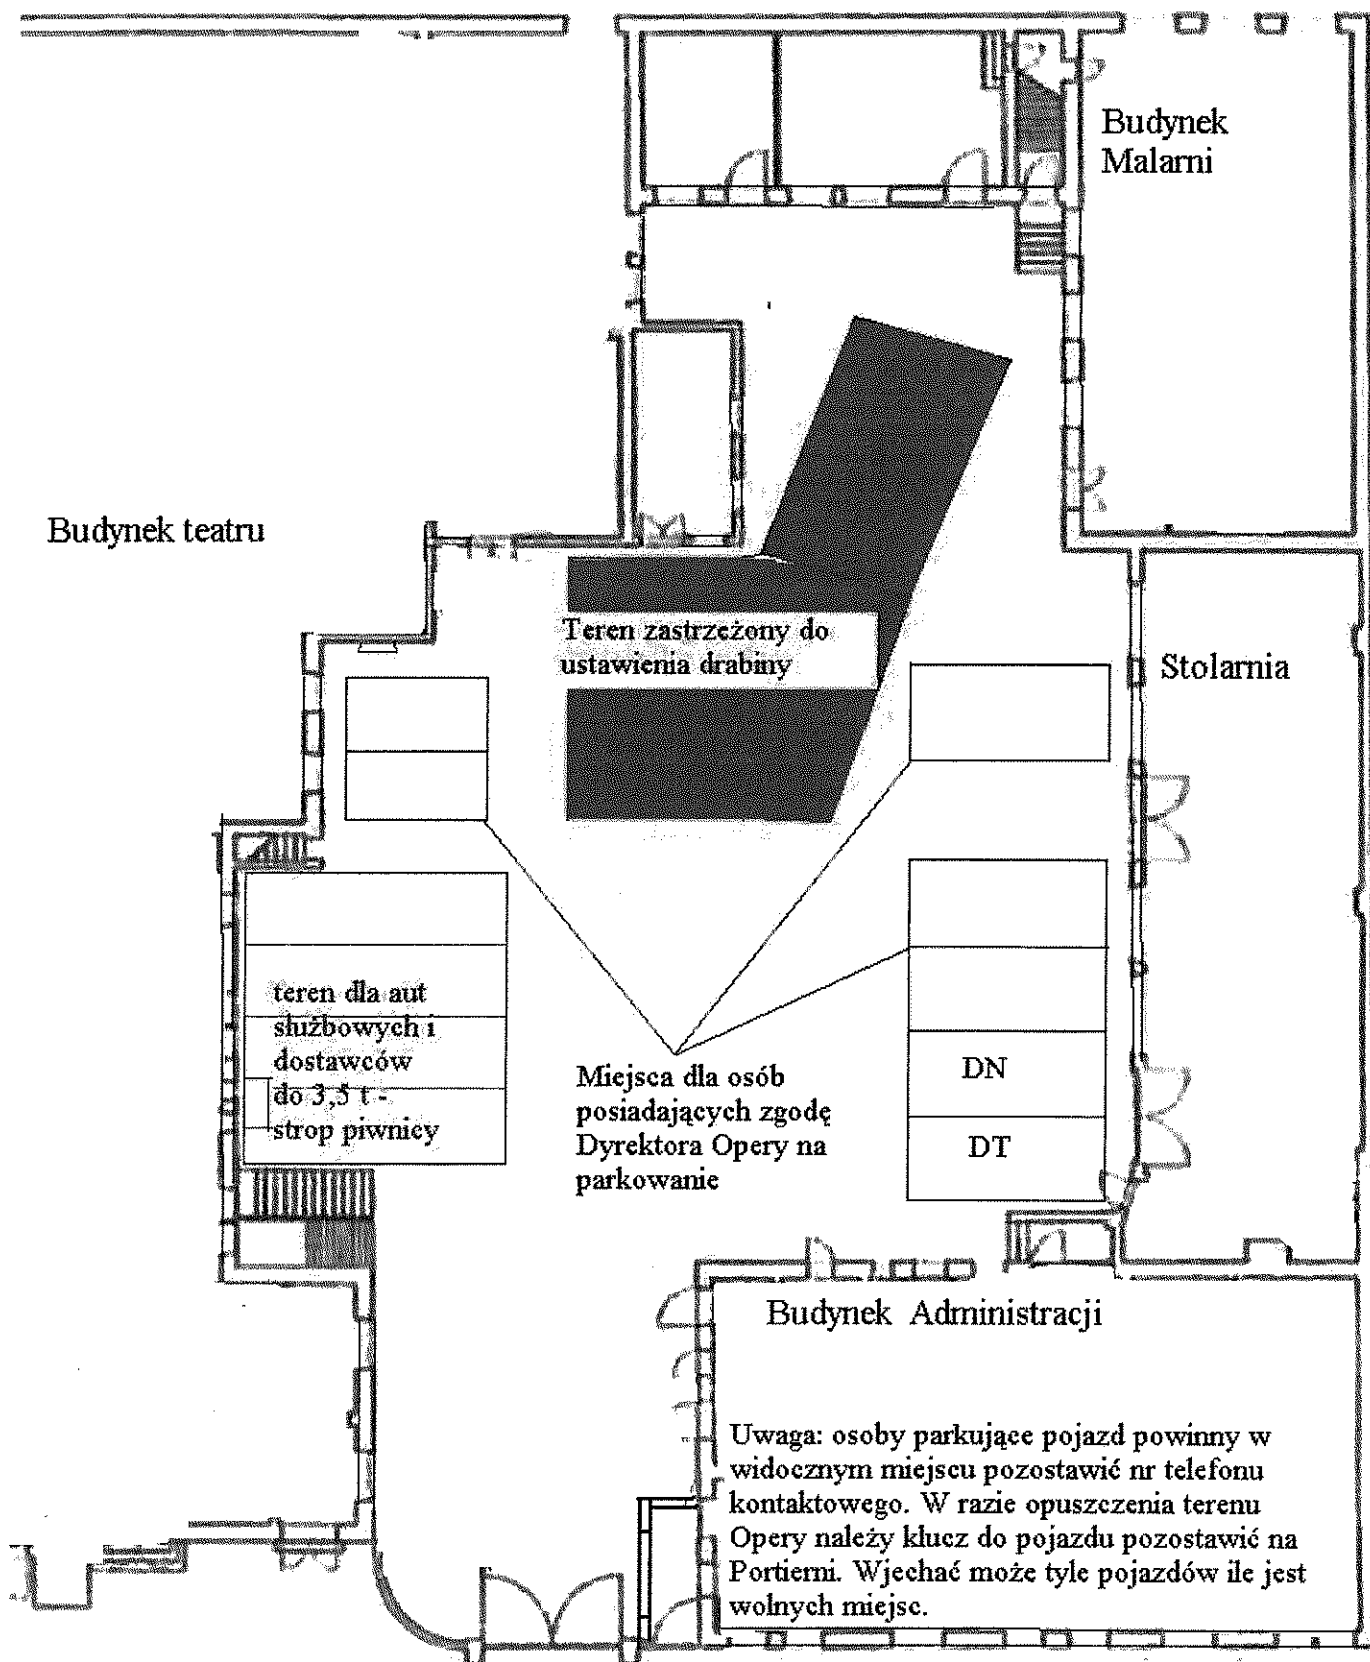 Budynek
Malarni
Budynek teatru
Teren zastrzeżony do
ustawienia drabiny
Stolarnia
teren dla aut
służbowych i
dostawców
do 3,5 t -
strop piwnicy
Miejsca dla osób
posiadających zgodę
Dyrektora Opery na
parkowanie
DN
DT
Budynek Administracji
Uwaga: osoby parkujące pojazd powinny w
widocznym miejscu pozostawić nr telefonu
kontaktowego. W razie opuszczenia terenu
Opery należy klucz do pojazdu pozostawić na
Portierni. Wjechać może tyle pojazdów ile jest
wolnych miejsc.